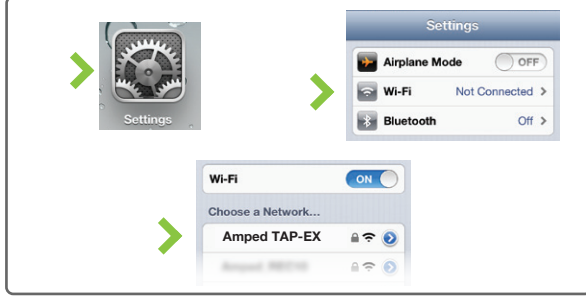 Settings
Settings
Airplane Mode OFF
Wi-Fi Not Connected
Bluetooth Off
Wi-Fi ON
Choose a Network...
Amped TAP-EX